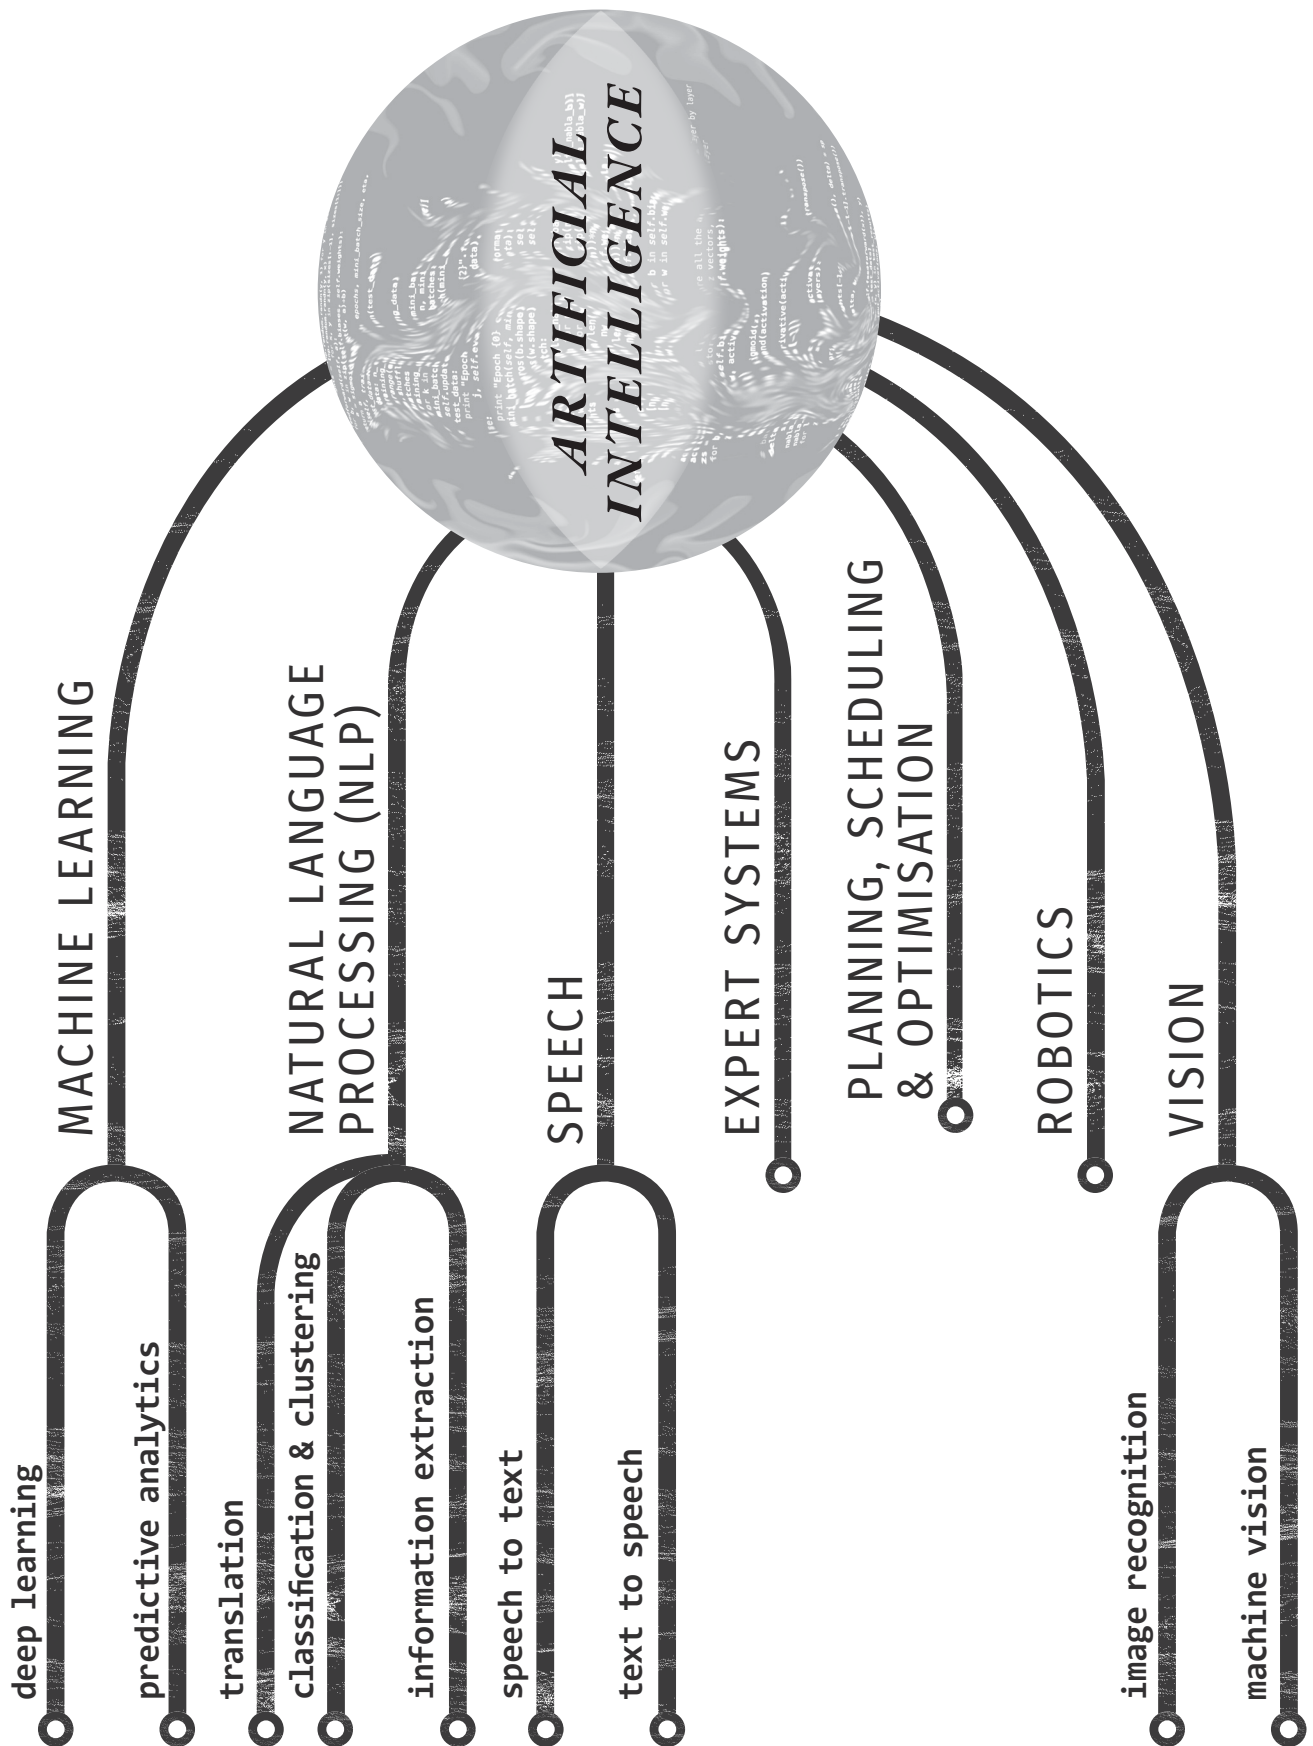 ARTIFICIAL
INTELLIGENCE
MACHINE LEARNING
deep learning
predictive analytics
NATURAL LANGUAGE
PROCESSING (NLP)
translation
classification & clustering
information extraction
SPEECH
speech to text
text to speech
EXPERT SYSTEMS
PLANNING, SCHEDULING
& OPTIMISATION
ROBOTICS
VISION
image recognition
machine vision